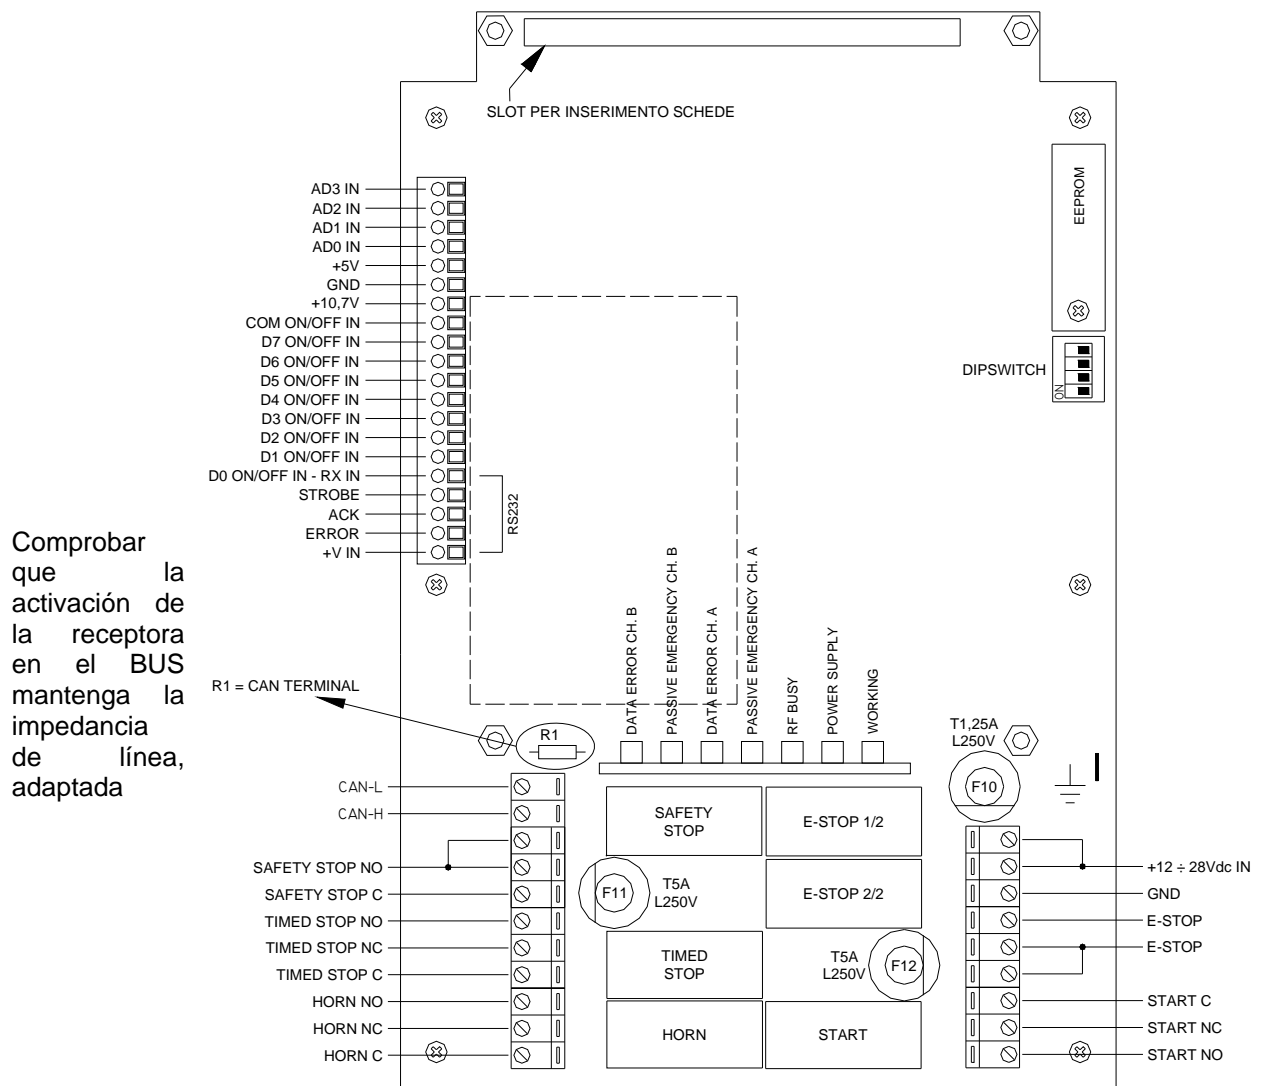 SLOT PER INSERIMENTO SCHEDE
AD3 IN
AD2 IN
AD1 IN
AD0 IN
+5V
GND
+10,7V
COM ON/OFF IN
D7 ON/OFF IN
D6 ON/OFF IN
D5 ON/OFF IN
D4 ON/OFF IN
D3 ON/OFF IN
D2 ON/OFF IN
D1 ON/OFF IN
D0 ON/OFF IN - RX IN
STROBE
ACK
ERROR
+V IN
RS232
EEPROM
DIPSWITCH
ON
Comprobar
que la
activación de
la receptora
en el BUS
mantenga la
impedancia
de línea,
adaptada
R1 = CAN TERMINAL
R1
DATA ERROR CH. B
PASSIVE EMERGENCY CH. B
DATA ERROR CH. A
PASSIVE EMERGENCY CH. A
RF BUSY
POWER SUPPLY
WORKING
T1,25A
L250V
F10
CAN-L
CAN-H
SAFETY STOP NO
SAFETY STOP C
TIMED STOP NO
TIMED STOP NC
TIMED STOP C
HORN NO
HORN NC
HORN C
SAFETY
STOP
E-STOP 1/2
F11
T5A
L250V
E-STOP 2/2
TIMED
STOP
T5A
L250V
F12
HORN
START
+12 ÷ 28Vdc IN
GND
E-STOP
E-STOP
START C
START NC
START NO